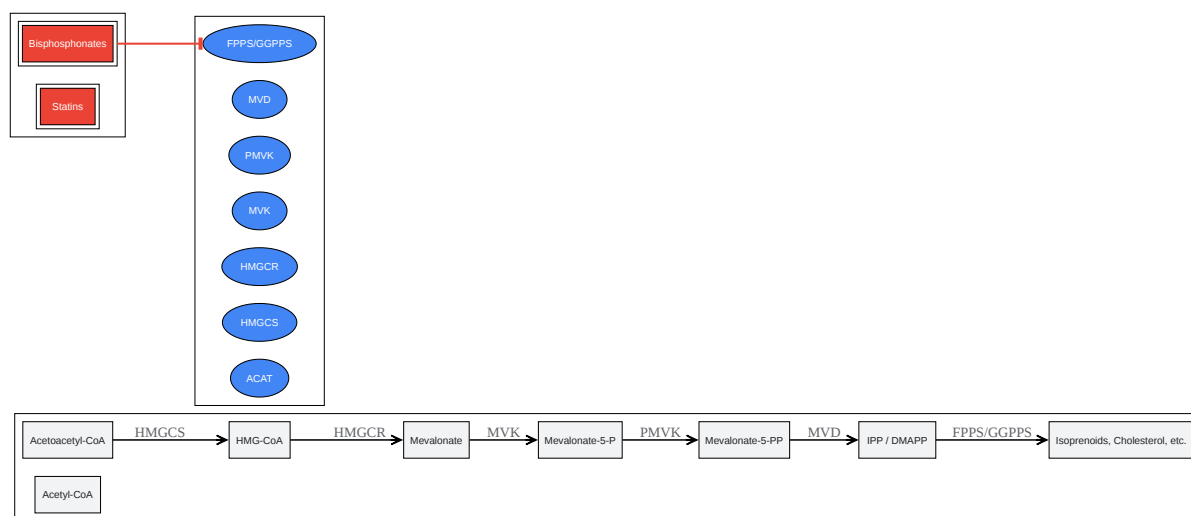 Bisphosphonates
Statins
FPPS/GGPPS
MVD
PMVK
MVK
HMGCR
HMGCS
ACAT
Acetoacetyl-CoA
HMGCS
HMG-CoA
HMGCR
Mevalonate
MVK
Mevalonate-5-P
PMVK
Mevalonate-5-PP
MVD
IPP / DMAPP
FPPS/GGPPS
Isoprenoids, Cholesterol, etc.
Acetyl-CoA